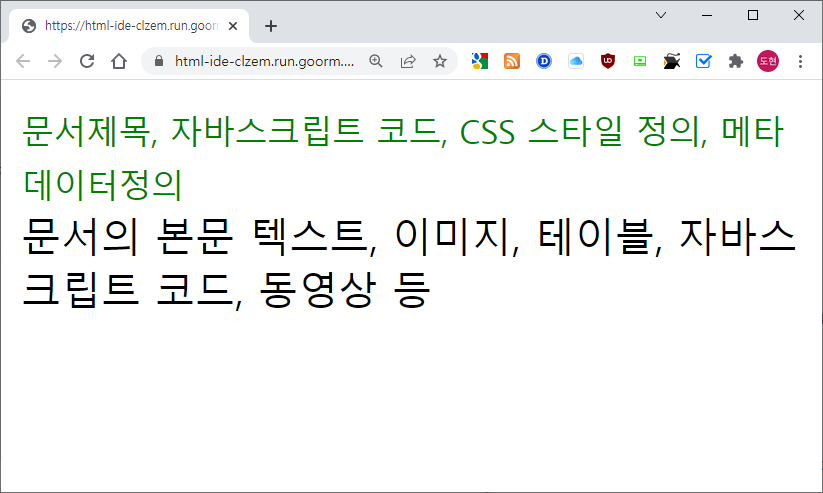 https://html-ide-clzem.run.goorm
html-ide-clzem.run.goorm....
도현
문서제목, 자바스크립트 코드, CSS 스타일 정의, 메타
데이터정의
문서의 본문 텍스트, 이미지, 테이블, 자바스
크립트 코드, 동영상 등